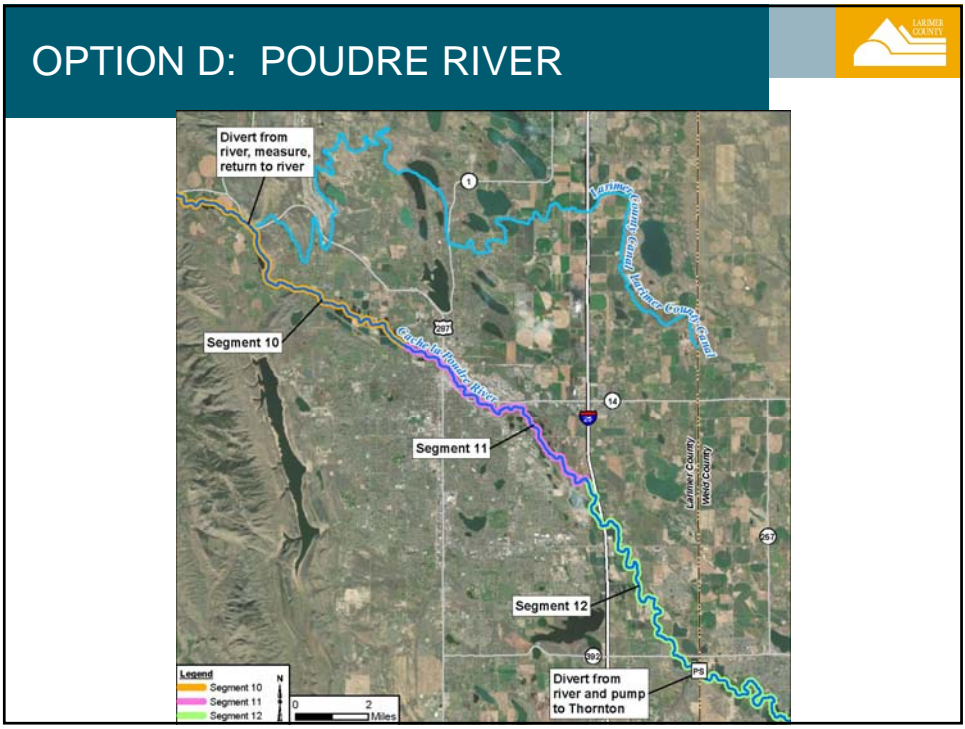 OPTION D: POUDRE RIVER
LARIMER
COUNTY
Divert from
river, measure,
return to river
1
Larimer County Canal
Larimer County Canal
Segment 10
287
Cache la Poudre River
14
25
Segment 11
Larimer County
Weld County
257
Segment 12
392
PS
Divert from
river and pump
to Thornton
Legend
Segment 10
Segment 11
Segment 12
N
0 2
Miles